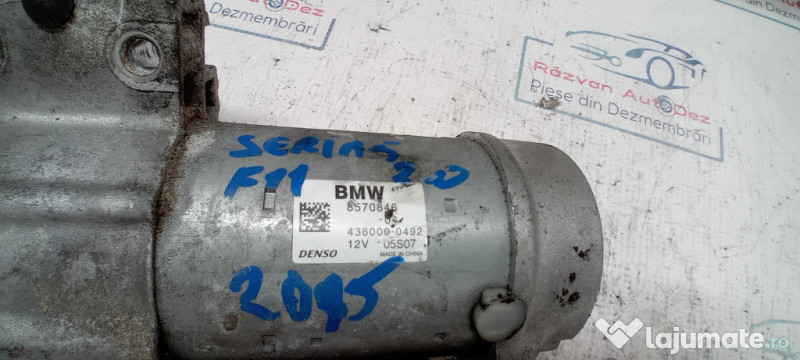 Dezmembrări
Răzvan AutoDez
Piese din Dezmembrări
SERIA 5
F11 2.0
BMW
8570846
438000-0492
12V 05S07
DENSO MADE IN CHINA
2015
lajumate.ro